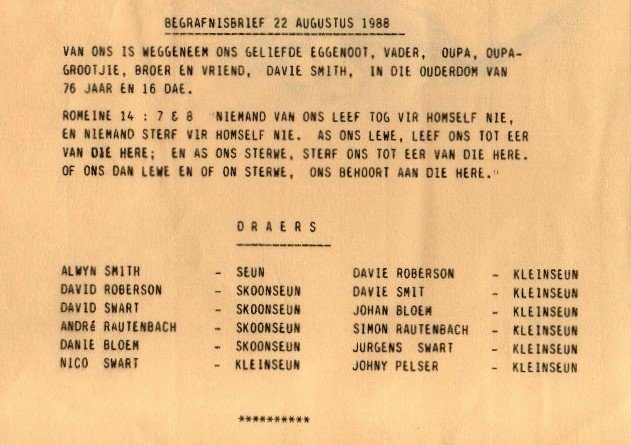 BEGRAFNISBRIEF 22 AUGUSTUS 1988
VAN ONS IS WEGGENEEM ONS GELIEFDE EGGENOOT, VADER, OUPA, OUPA-
GROOTJIE, BROER EN VRIEND, DAVIE SMITH, IN DIE OUDERDOM VAN
76 JAAR EN 16 DAE.
ROMEINE 14 : 7 & 8 "NIEMAND VAN ONS LEEF TOG VIR HOMSELF NIE,
EN NIEMAND STERF VIR HOMSELF NIE. AS ONS LEWE, LEEF ONS TOT EER
VAN DIE HERE; EN AS ONS STERWE, STERF ONS TOT EER VAN DIE HERE.
OF ONS DAN LEWE EN OF ON STERWE, ONS BEHOORT AAN DIE HERE."
D R A E R S
ALWYN SMITH - SEUN DAVIE ROBERSON - KLEINSEUN
DAVID ROBERSON - SKOONSEUN DAVIE SMIT - KLEINSEUN
DAVID SWART - SKOONSEUN JOHAN BLOEM - KLEINSEUN
ANDRé RAUTENBACH - SKOONSEUN SIMON RAUTENBACH - KLEINSEUN
DANIE BLOEM - SKOONSEUN JURGENS SWART - KLEINSEUN
NICO SWART - KLEINSEUN JOHNY PELSER - KLEINSEUN
**********